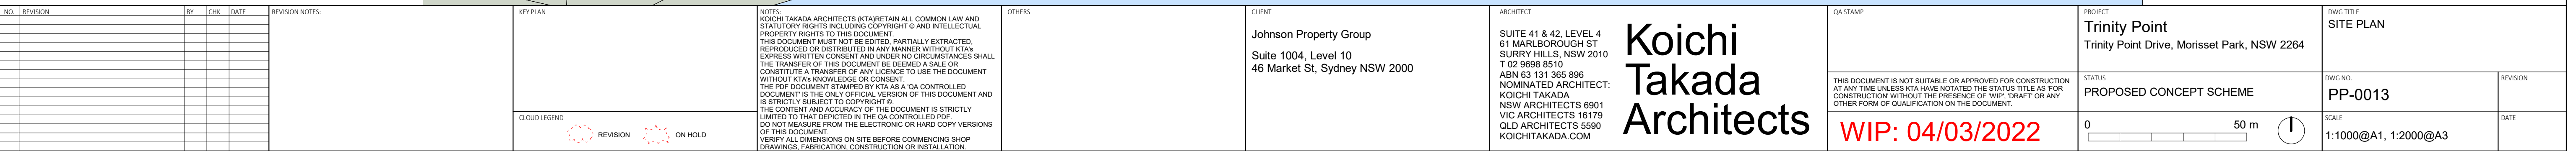 NO. REVISION BY CHK DATE
REVISION NOTES:
KEY PLAN
CLOUD LEGEND
REVISION ON HOLD
NOTES:
KOICHI TAKADA ARCHITECTS (KTA)RETAIN ALL COMMON LAW AND
STATUTORY RIGHTS INCLUDING COPYRIGHT © AND INTELLECTUAL
PROPERTY RIGHTS TO THIS DOCUMENT.
THIS DOCUMENT MUST NOT BE EDITED, PARTIALLY EXTRACTED,
REPRODUCED OR DISTRIBUTED IN ANY MANNER WITHOUT KTA's
EXPRESS WRITTEN CONSENT AND UNDER NO CIRCUMSTANCES SHALL
THE TRANSFER OF THIS DOCUMENT BE DEEMED A SALE OR
CONSTITUTE A TRANSFER OF ANY LICENCE TO USE THE DOCUMENT
WITHOUT KTA's KNOWLEDGE OR CONSENT.
THE PDF DOCUMENT STAMPED BY KTA AS A 'QA CONTROLLED
DOCUMENT' IS THE ONLY OFFICIAL VERSION OF THIS DOCUMENT AND
IS STRICTLY SUBJECT TO COPYRIGHT ©.
THE CONTENT AND ACCURACY OF THE DOCUMENT IS STRICTLY
LIMITED TO THAT DEPICTED IN THE QA CONTROLLED PDF.
DO NOT MEASURE FROM THE ELECTRONIC OR HARD COPY VERSIONS
OF THIS DOCUMENT.
VERIFY ALL DIMENSIONS ON SITE BEFORE COMMENCING SHOP
DRAWINGS, FABRICATION, CONSTRUCTION OR INSTALLATION.
OTHERS
CLIENT
Johnson Property Group
Suite 1004, Level 10
46 Market St, Sydney NSW 2000
ARCHITECT
SUITE 41 & 42, LEVEL 4
61 MARLBOROUGH ST
SURRY HILLS, NSW 2010
T 02 9698 8510
ABN 63 131 365 896
NOMINATED ARCHITECT:
KOICHI TAKADA
NSW ARCHITECTS 6901
VIC ARCHITECTS 16179
QLD ARCHITECTS 5590
KOICHITAKADA.COM
Koichi
Takada
Architects
QA STAMP
THIS DOCUMENT IS NOT SUITABLE OR APPROVED FOR CONSTRUCTION
AT ANY TIME UNLESS KTA HAVE NOTATED THE STATUS TITLE AS 'FOR
CONSTRUCTION' WITHOUT THE PRESENCE OF 'WIP', 'DRAFT' OR ANY
OTHER FORM OF QUALIFICATION ON THE DOCUMENT.
WIP: 04/03/2022
PROJECT
Trinity Point
Trinity Point Drive, Morisset Park, NSW 2264
STATUS
PROPOSED CONCEPT SCHEME
0 50 m
DWG TITLE
SITE PLAN
DWG NO.
PP-0013
REVISION
SCALE
1:1000@A1, 1:2000@A3
DATE